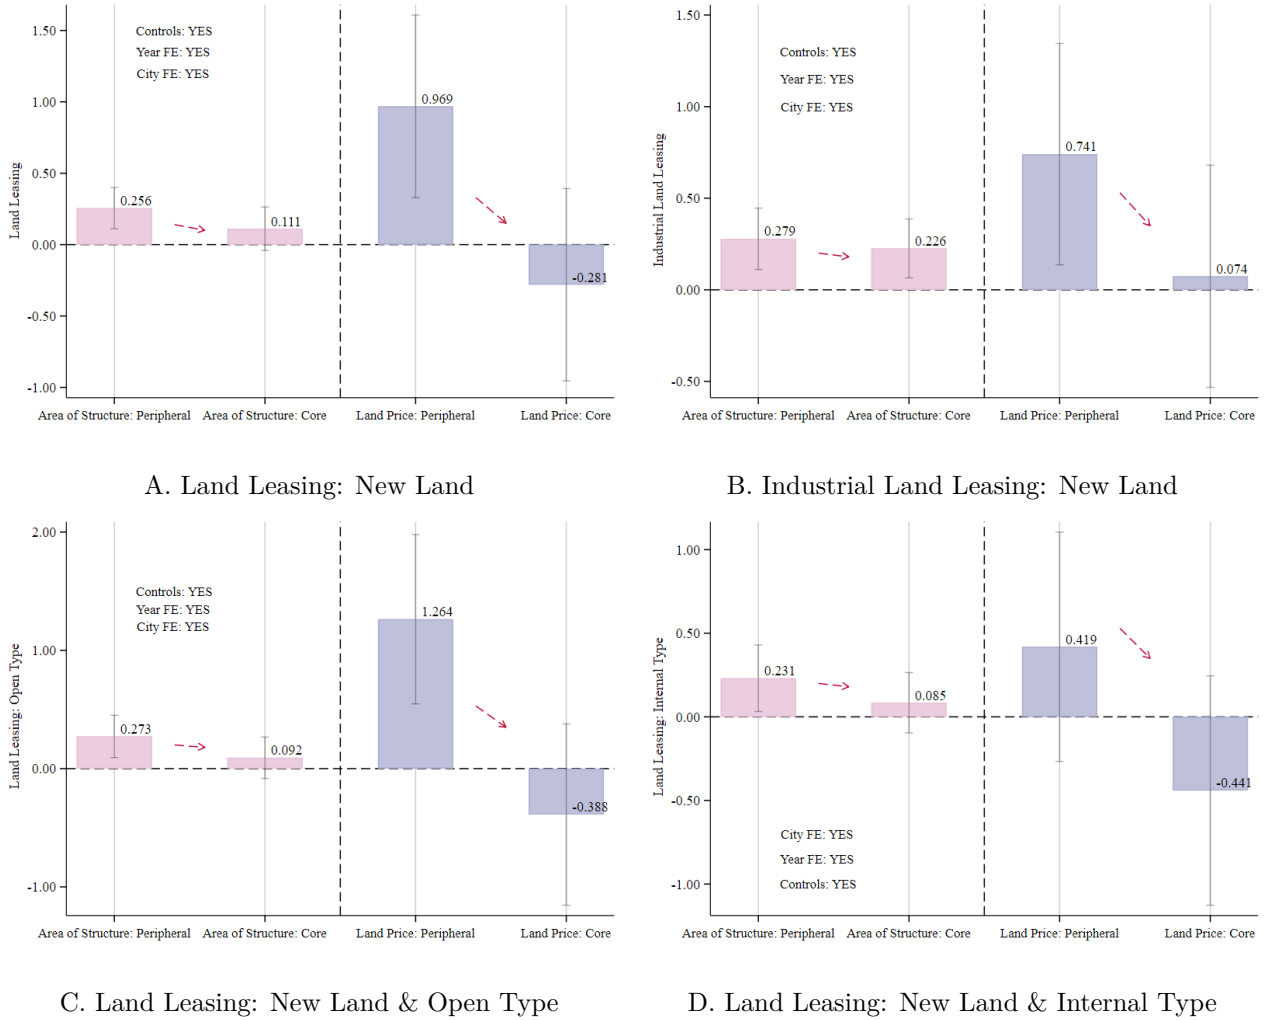 1.50
1.00
0.50
0.00
-0.50
-1.00
Land Leasing
Controls: YES
Year FE: YES
City FE: YES
0.256
0.111
0.969
-0.281
Area of Structure: Peripheral
Area of Structure: Core
Land Price: Peripheral
Land Price: Core
A. Land Leasing: New Land
1.50
1.00
0.50
0.00
-0.50
Industrial Land Leasing
Controls: YES
Year FE: YES
City FE: YES
0.279
0.226
0.741
0.074
Area of Structure: Peripheral
Area of Structure: Core
Land Price: Peripheral
Land Price: Core
B. Industrial Land Leasing: New Land
2.00
1.00
0.00
-1.00
Land Leasing: Open Type
Controls: YES
Year FE: YES
City FE: YES
0.273
0.092
1.264
-0.388
Area of Structure: Peripheral
Area of Structure: Core
Land Price: Peripheral
Land Price: Core
C. Land Leasing: New Land & Open Type
1.00
0.50
0.00
-0.50
-1.00
Land Leasing: Internal Type
0.231
0.085
0.419
-0.441
City FE: YES
Year FE: YES
Controls: YES
Area of Structure: Peripheral
Area of Structure: Core
Land Price: Peripheral
Land Price: Core
D. Land Leasing: New Land & Internal Type